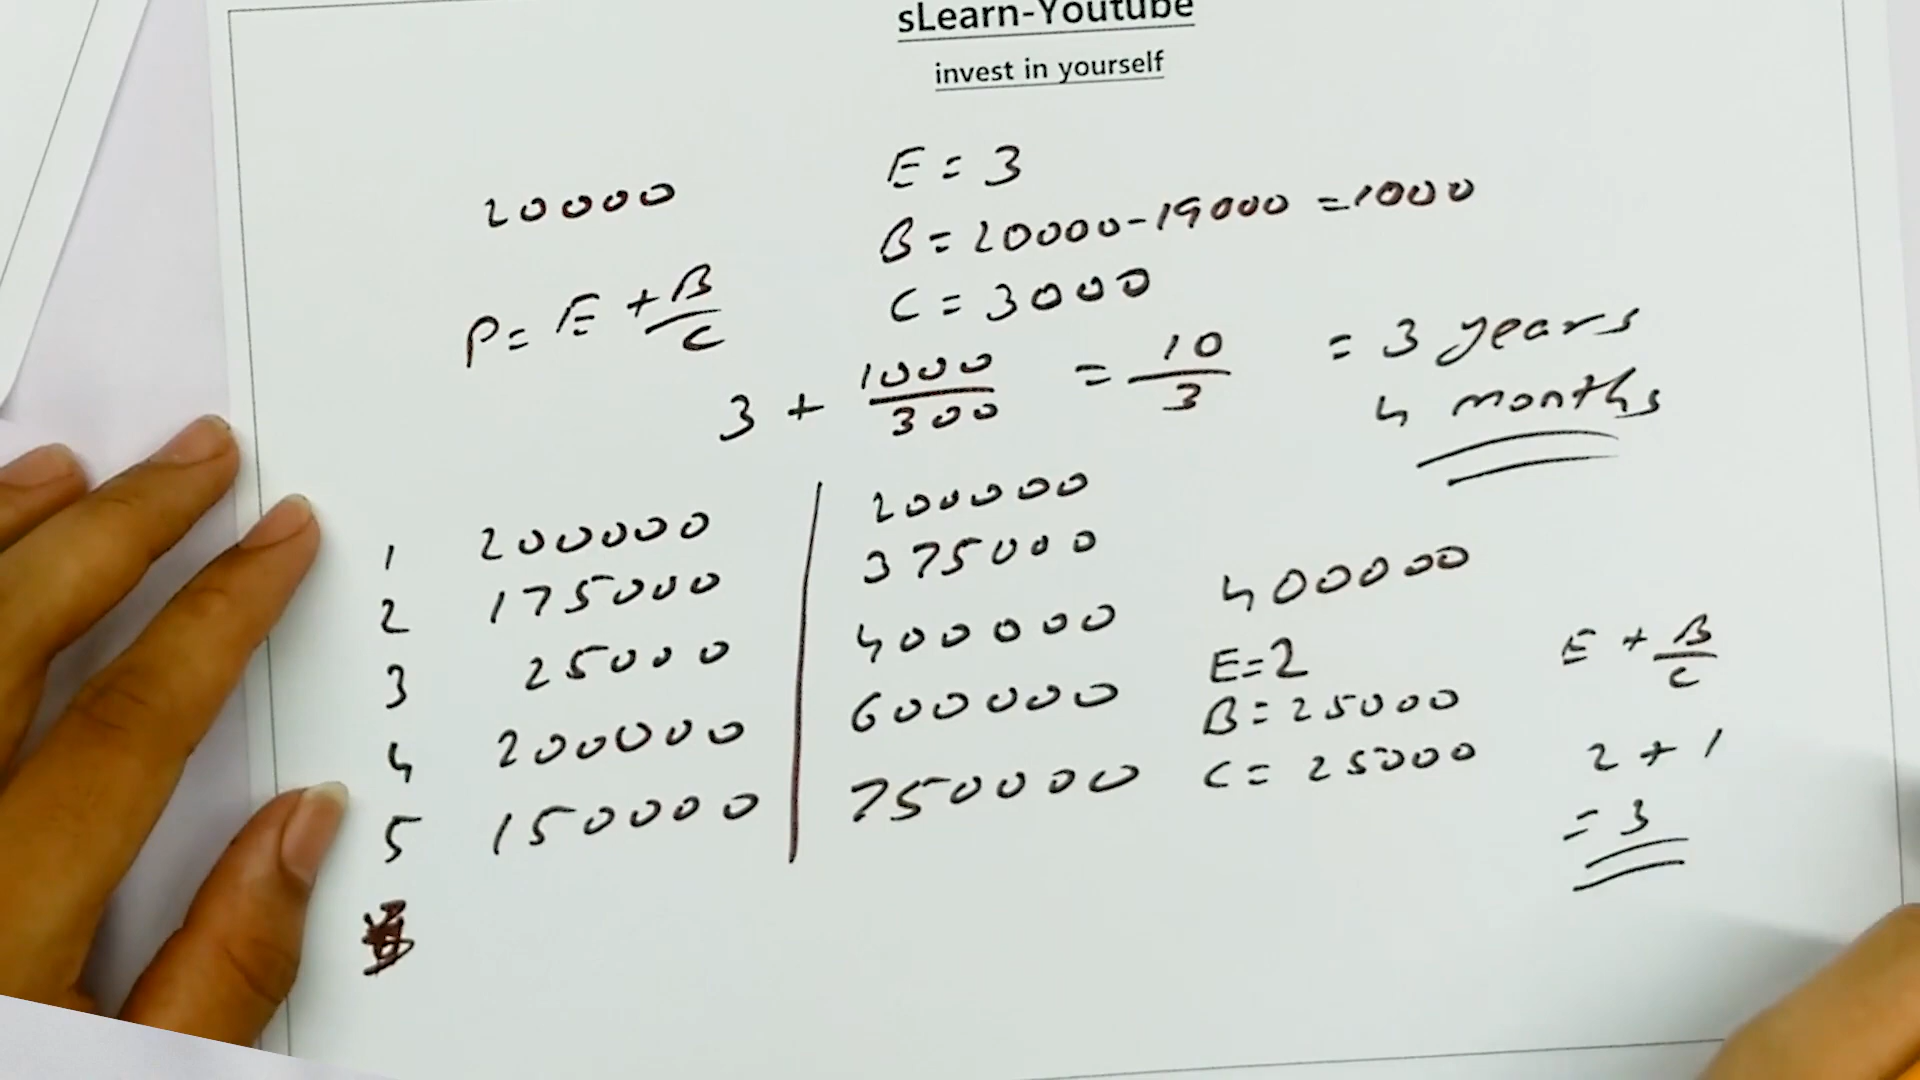 sLearn-Youtube
invest in yourself
20000
E = 3
B = 20000-19000 =1000
C = 3000
P= E + B/C
3 + 1000/300 = 10/3 = 3 years
4 months
1 200000 200000
2 175000 375000
3 25000 400000
4 200000 600000
5 150000 750000
400000
E=2
B=25000
C= 25000
E + B/C
2 + 1
= 3